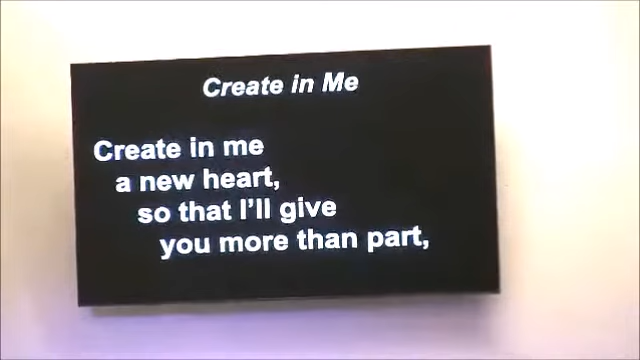 Create in Me
Create in me
a new heart,
so that I'll give
you more than part,